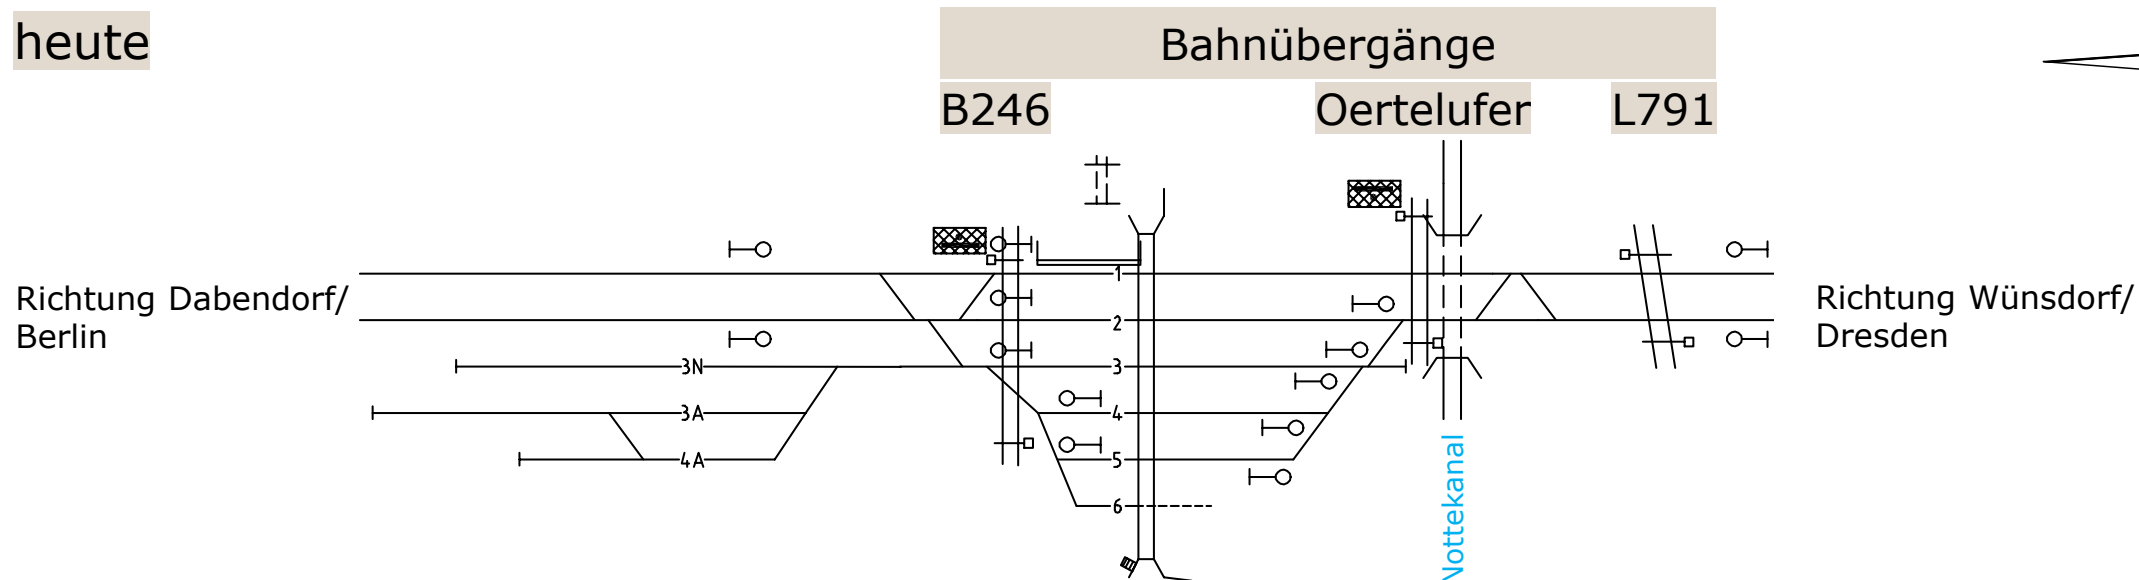 heute
Bahnübergänge
B246
Oertelufer
L791
Richtung Dabendorf/
Berlin
Richtung Wünsdorf/
Dresden
1
2
3N
3
3A
4
4A
5
6
Nottekanal